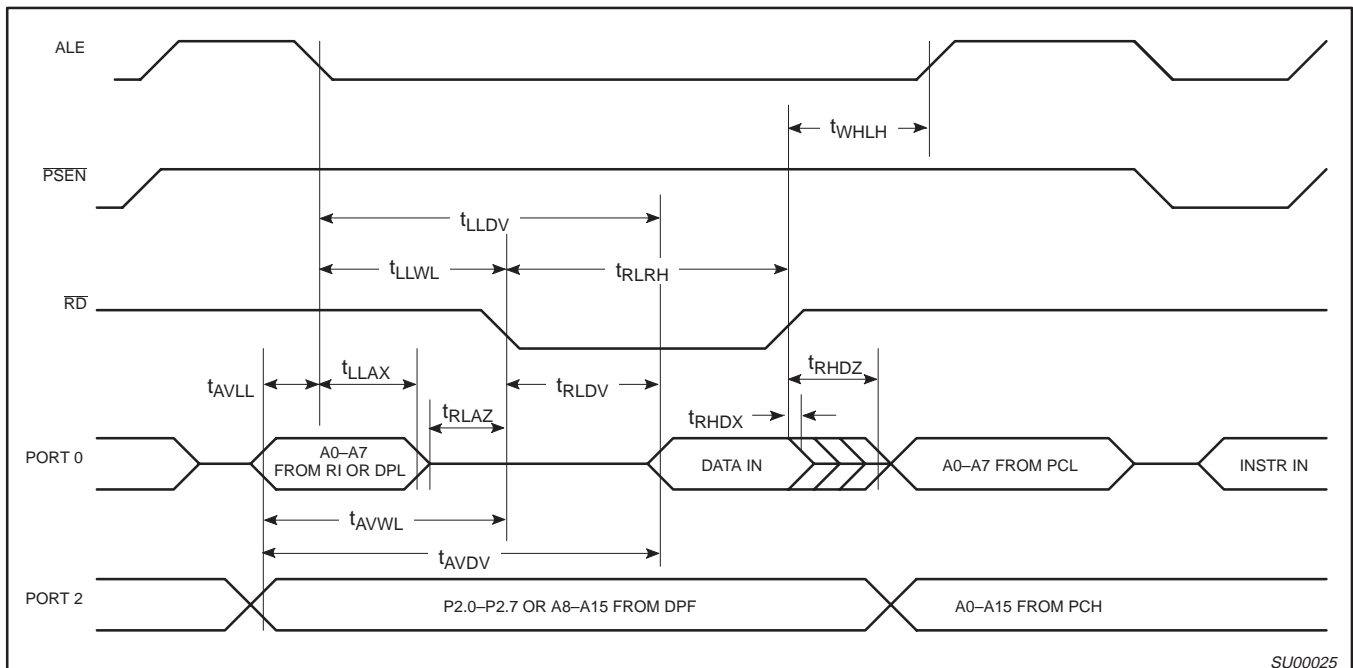 ALE
tWHLH
PSEN
tLLDV
tLLWL
tRLRH
RD
tAVLL
tLLAX
tRLAZ
tRLDV
tRHDZ
tRHDX
PORT 0
A0–A7
FROM RI OR DPL
DATA IN
A0–A7 FROM PCL
INSTR IN
tAVWL
tAVDV
PORT 2
P2.0–P2.7 OR A8–A15 FROM DPF
A0–A15 FROM PCH
SU00025